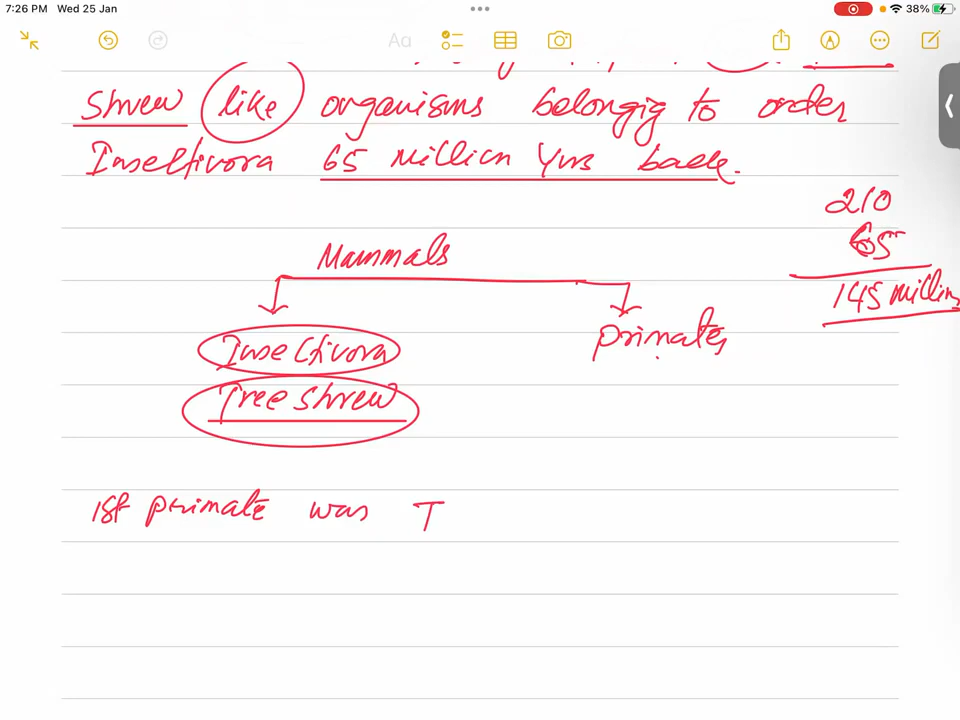 7:26 PM Wed 25 Jan
38%
Aa
Shrew like organisms belongig to order
Insectivora 65 Million Yrs back.
210
65
145 Million
Mammals
Insectivora
primates
Tree Shrew
1st primate was T